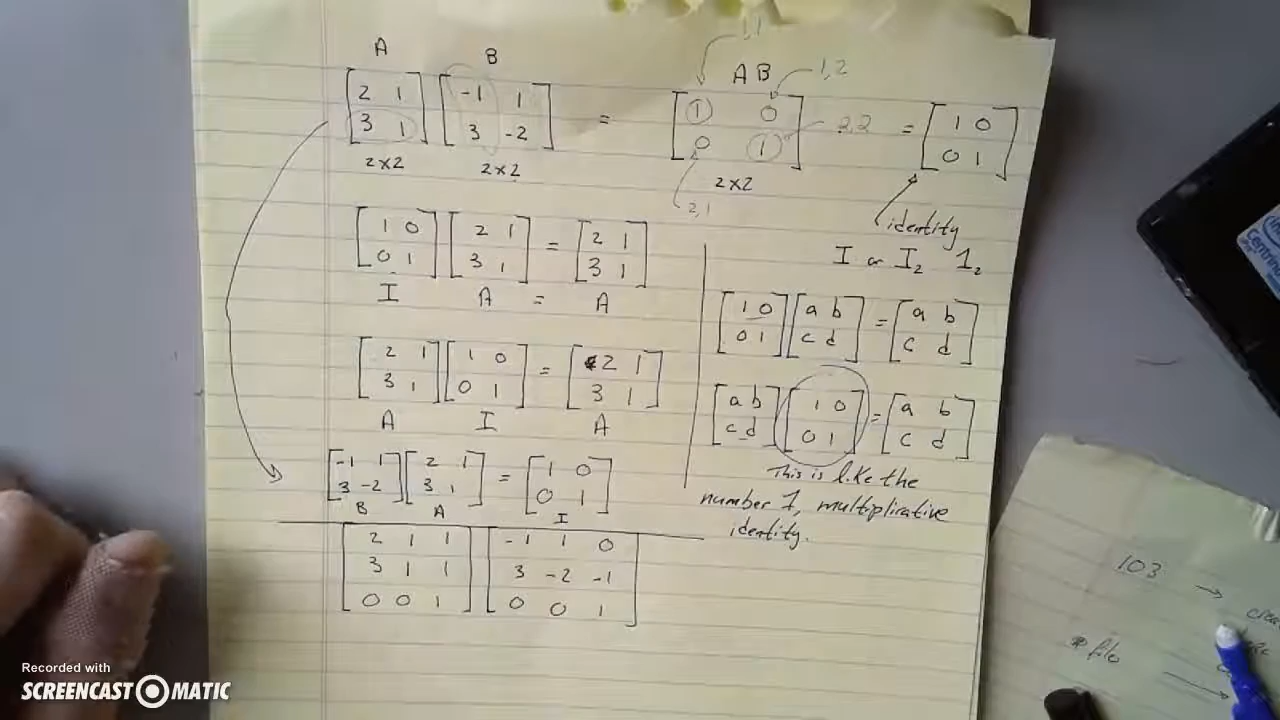 A B AB 1,1 1,2
[2 1; 3 1] [-1 1; 3 -2] = [1 0; 0 1] 2,2 = [1 0; 0 1]
2x2 2x2 2x2
2,1
identity
I or I₂ 1₂
[1 0; 0 1] [2 1; 3 1] = [2 1; 3 1]
I A = A
[2 1; 3 1] [1 0; 0 1] = [2 1; 3 1]
A I A
[-1 1; 3 -2] [2 1; 3 1] = [1 0; 0 1]
B A I
[2 1 1; 3 1 1; 0 0 1] [-1 1 0; 3 -2 -1; 0 0 1]
[1 0; 0 1] [a b; c d] = [a b; c d]
[a b; c d] [1 0; 0 1] = [a b; c d]
This is like the
number 1, multiplirative
identity.
103 →
file →
Centrino
Recorded with
SCREENCAST MATIC